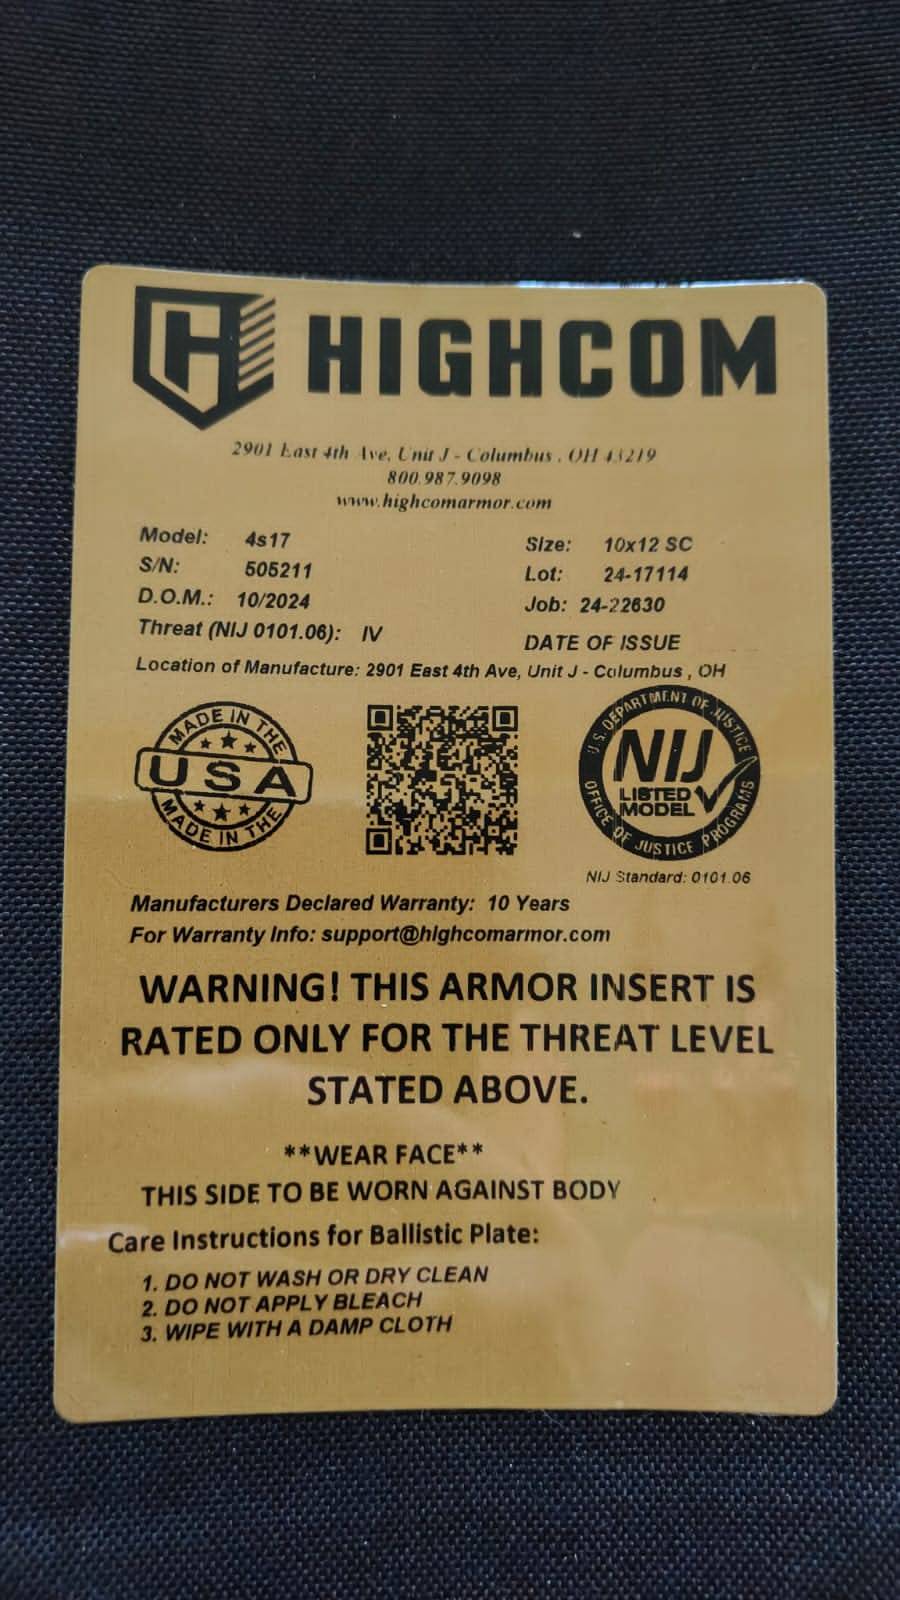 HIGHCOM
2901 East 4th Ave, Unit J - Columbus , OH 43219
800.987.9098
www.highcomarmor.com
Model: 4s17
Size: 10x12 SC
S/N: 505211
Lot: 24-17114
D.O.M.: 10/2024
Job: 24-22630
Threat (NIJ 0101.06): IV
DATE OF ISSUE
Location of Manufacture: 2901 East 4th Ave, Unit J - Columbus , OH
MADE IN THE
USA
MADE IN THE
U.S. DEPARTMENT OF JUSTICE
NIJ
LISTED
MODEL
OFFICE OF JUSTICE PROGRAMS
NIJ Standard: 0101.06
Manufacturers Declared Warranty: 10 Years
For Warranty Info: support@highcomarmor.com
WARNING! THIS ARMOR INSERT IS
RATED ONLY FOR THE THREAT LEVEL
STATED ABOVE.
**WEAR FACE**
THIS SIDE TO BE WORN AGAINST BODY
Care Instructions for Ballistic Plate:
1. DO NOT WASH OR DRY CLEAN
2. DO NOT APPLY BLEACH
3. WIPE WITH A DAMP CLOTH